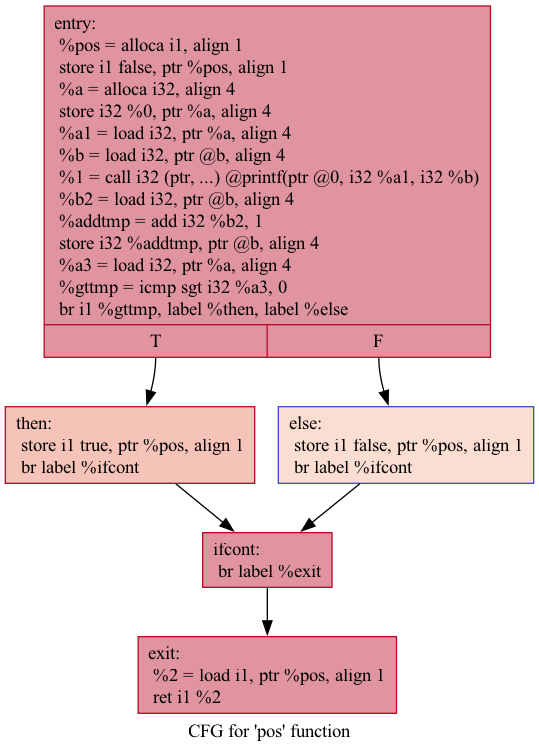 entry:
%pos = alloca i1, align 1
store i1 false, ptr %pos, align 1
%a = alloca i32, align 4
store i32 %0, ptr %a, align 4
%a1 = load i32, ptr %a, align 4
%b = load i32, ptr @b, align 4
%1 = call i32 (ptr, ...) @printf(ptr @0, i32 %a1, i32 %b)
%b2 = load i32, ptr @b, align 4
%addtmp = add i32 %b2, 1
store i32 %addtmp, ptr @b, align 4
%a3 = load i32, ptr %a, align 4
%gttmp = icmp sgt i32 %a3, 0
br i1 %gttmp, label %then, label %else
T
F
then:
store i1 true, ptr %pos, align 1
br label %ifcont
else:
store i1 false, ptr %pos, align 1
br label %ifcont
ifcont:
br label %exit
exit:
%2 = load i1, ptr %pos, align 1
ret i1 %2
CFG for 'pos' function